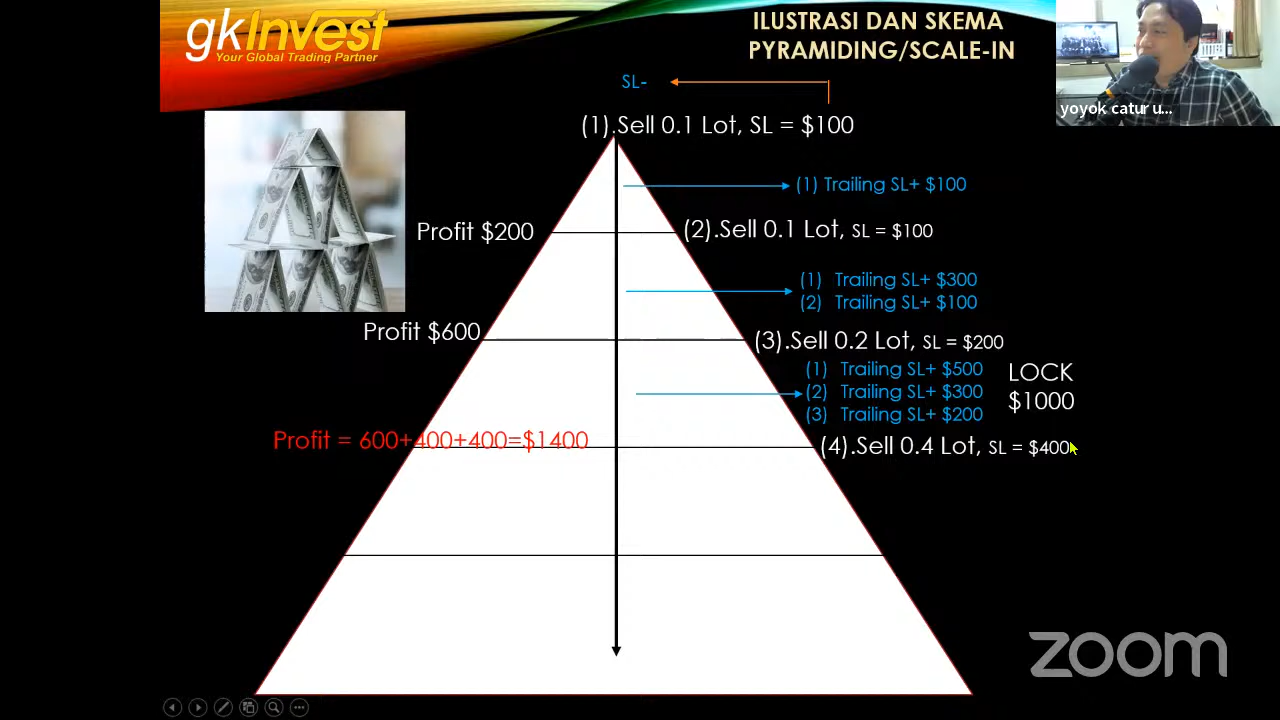 gkInvest
Your Global Trading Partner
ILUSTRASI DAN SKEMA
PYRAMIDING/SCALE-IN
yoyok catur u...
SL-
(1).Sell 0.1 Lot, SL = $100
(1) Trailing SL+ $100
Profit $200
(2).Sell 0.1 Lot, SL = $100
(1) Trailing SL+ $300
(2) Trailing SL+ $100
Profit $600
(3).Sell 0.2 Lot, SL = $200
(1) Trailing SL+ $500
(2) Trailing SL+ $300
(3) Trailing SL+ $200
LOCK
$1000
Profit = 600+400+400=$1400
(4).Sell 0.4 Lot, SL = $400
zoom